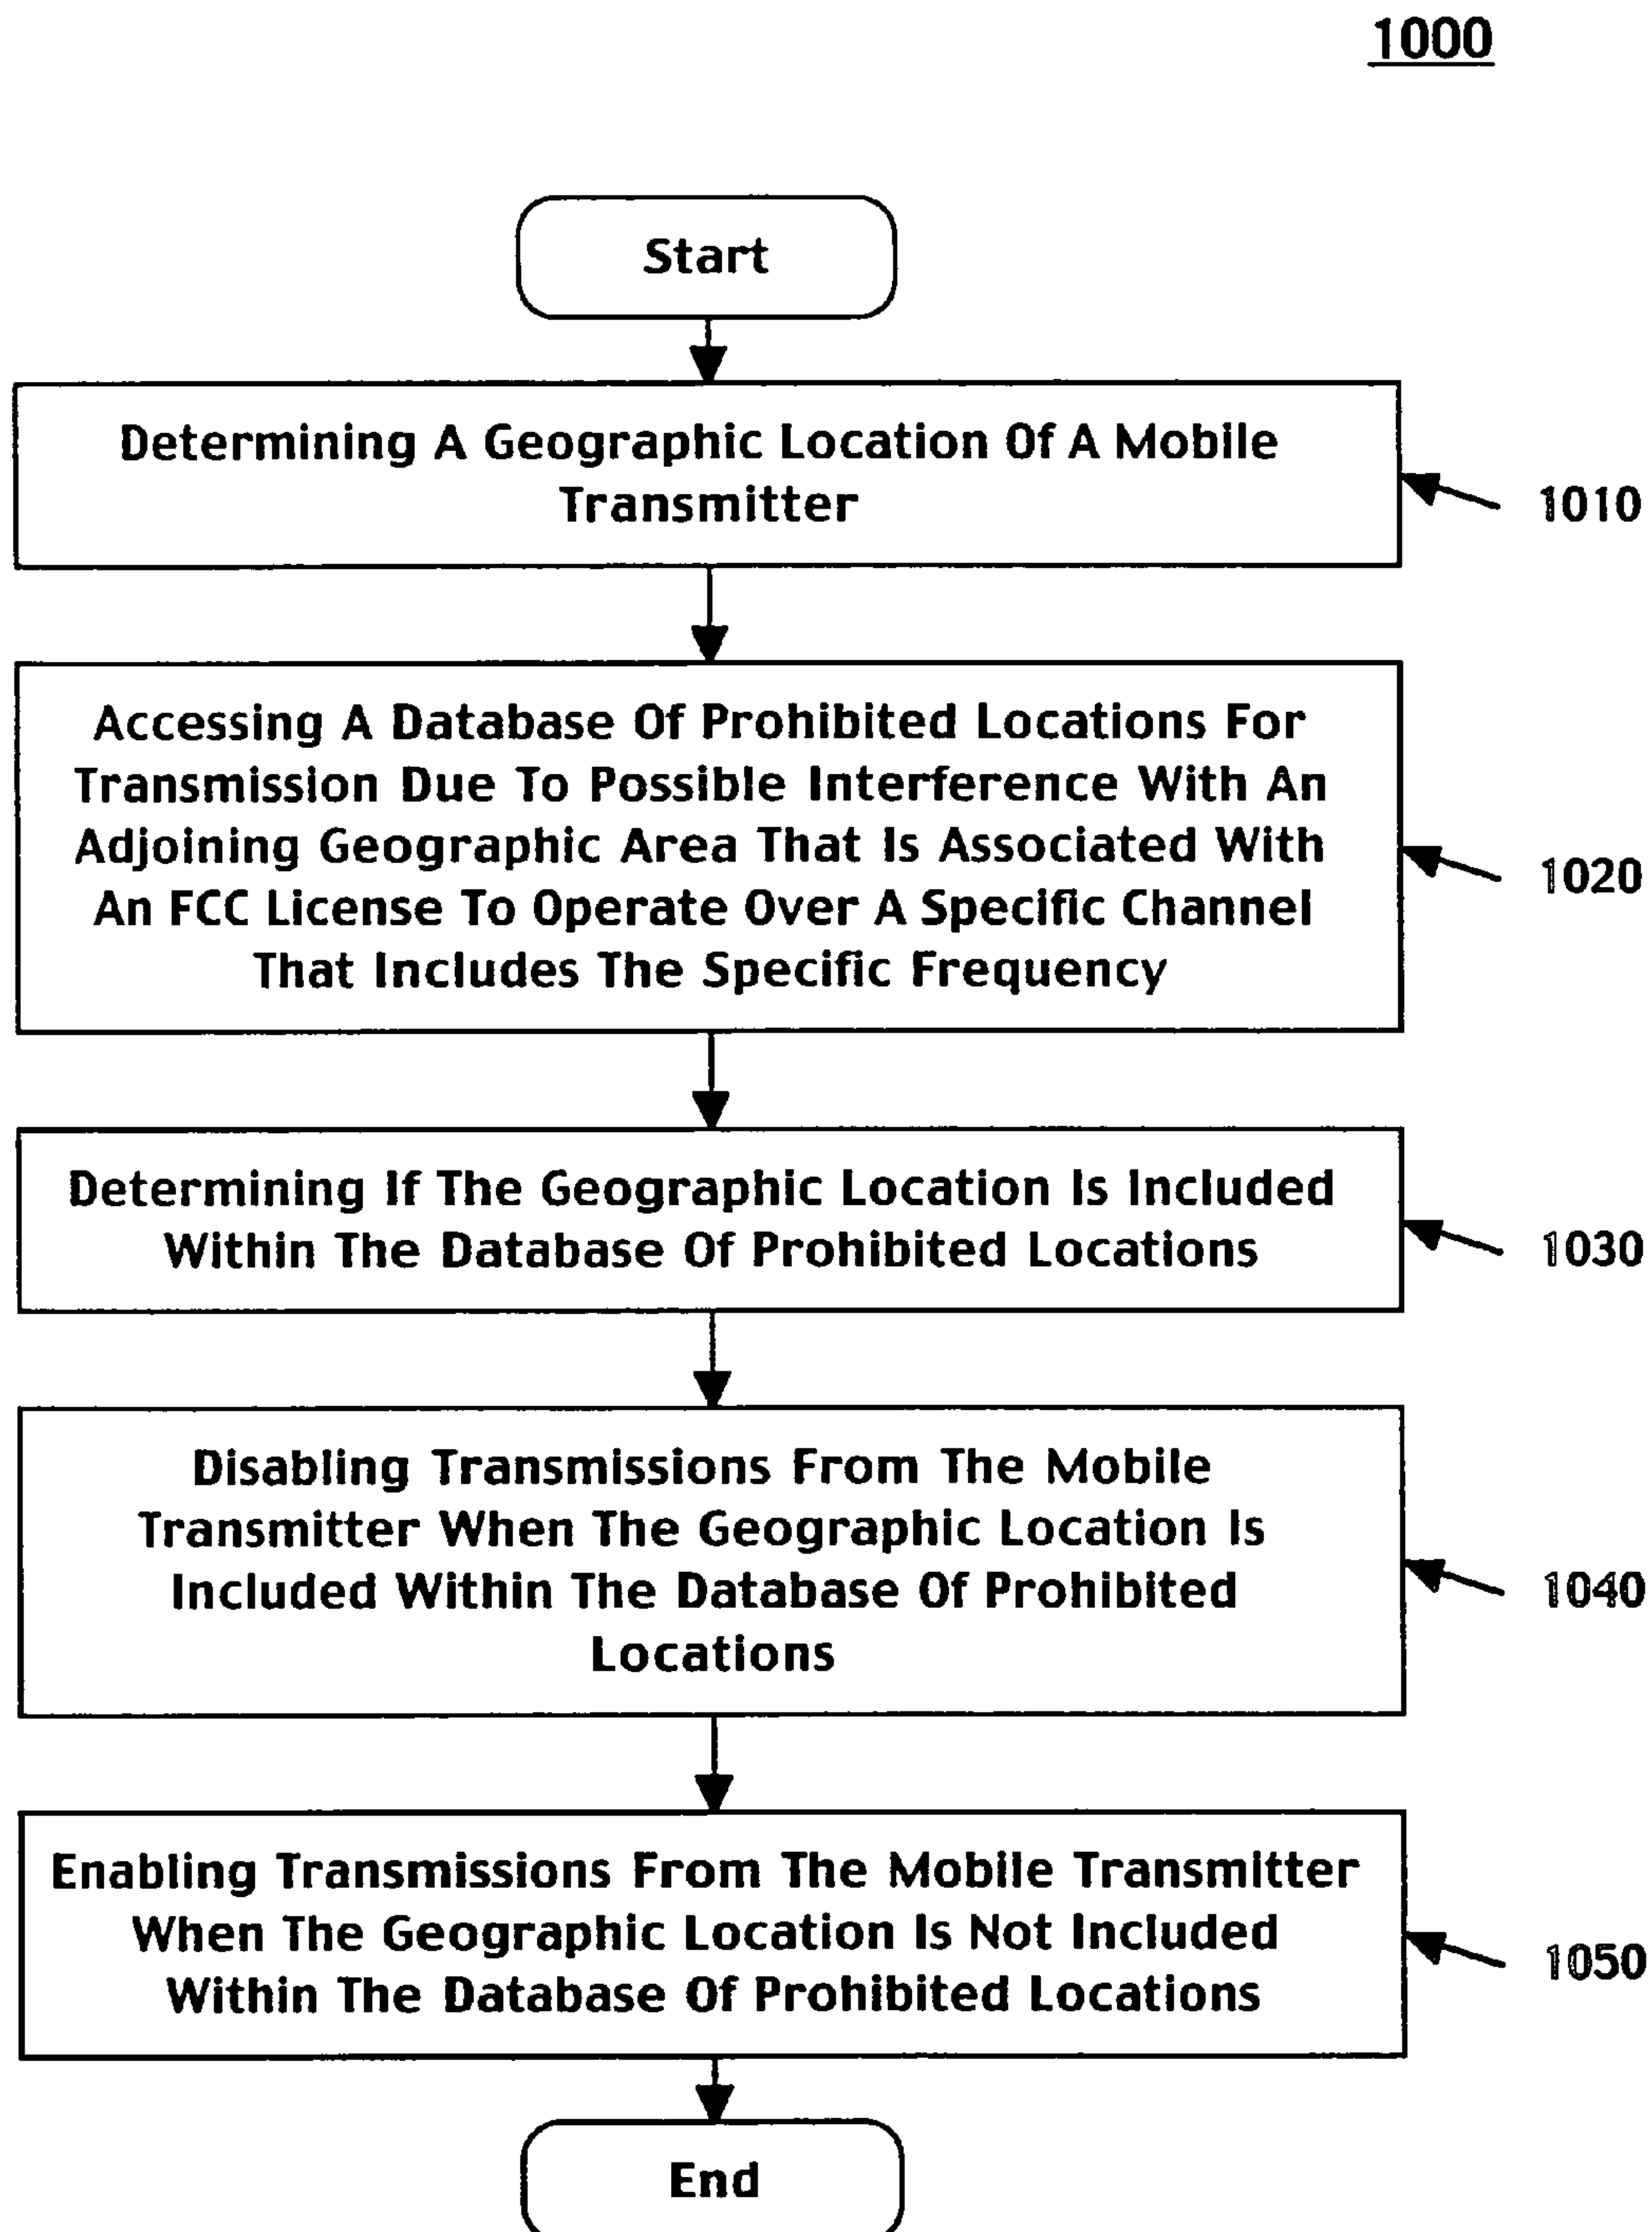 1000
Start
Determining A Geographic Location Of A Mobile
Transmitter
1010
Accessing A Database Of Prohibited Locations For
Transmission Due To Possible Interference With An
Adjoining Geographic Area That Is Associated With
An FCC License To Operate Over A Specific Channel
That Includes The Specific Frequency
1020
Determining If The Geographic Location Is Included
Within The Database Of Prohibited Locations
1030
Disabling Transmissions From The Mobile
Transmitter When The Geographic Location Is
Included Within The Database Of Prohibited
Locations
1040
Enabling Transmissions From The Mobile Transmitter
When The Geographic Location Is Not Included
Within The Database Of Prohibited Locations
1050
End